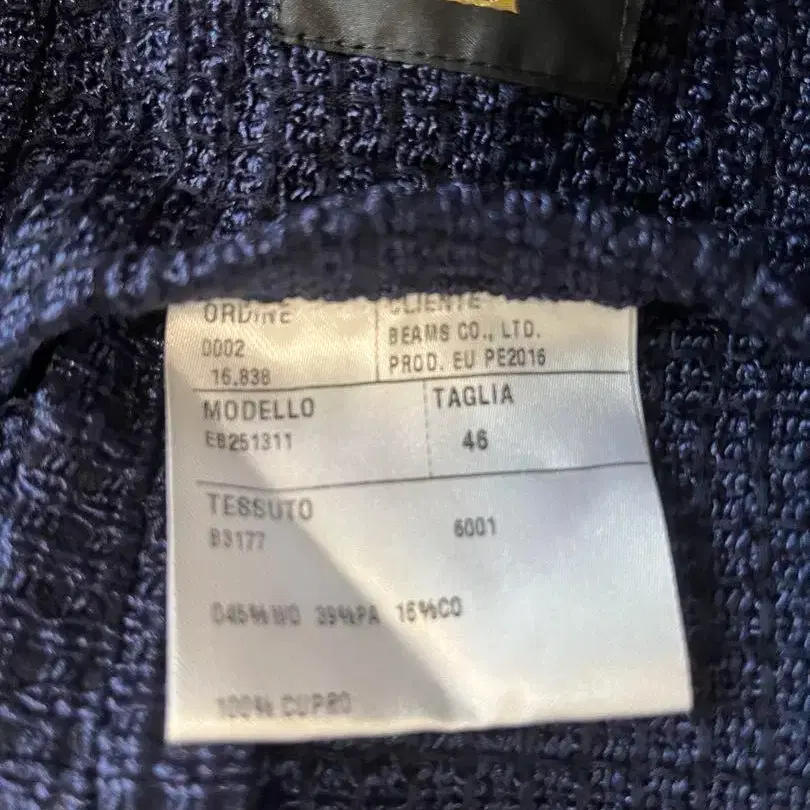 ORDINE
CLIENTE
0002
16.838
BEAMS CO., LTD.
PROD. EU PE2016
MODELLO
TAGLIA
EB251311
46
TESSUTO
B3177
6001
045%WO 39%PA 16%CO
100% CUPRO